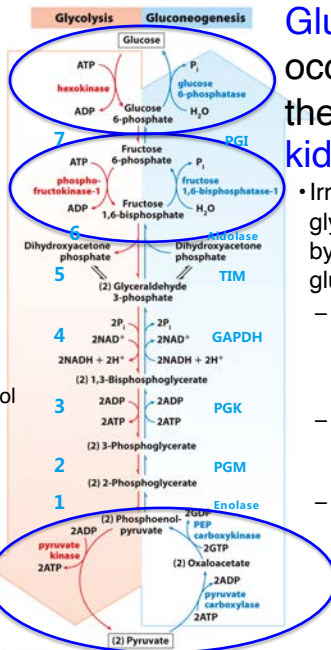 Glycolysis Gluconeogenesis
Glucose
ATP
hexokinase
ADP
Pi
glucose
6-phosphatase
H2O
Glucose
6-phosphate
7 PGI
Fructose
6-phosphate
ATP
phospho-
fructokinase-1
ADP
Pi
fructose
1,6-bisphosphatase-1
H2O
Fructose
1,6-bisphosphate
6 Aldolase
Dihydroxyacetone
phosphate
Dihydroxyacetone
phosphate
5 TIM
(2) Glyceraldehyde
3-phosphate
4 GAPDH
2Pi 2Pi
2NAD+ 2NAD+
2NADH + 2H+ 2NADH + 2H+
(2) 1,3-Bisphosphoglycerate
3 PGK
2ADP 2ADP
2ATP 2ATP
(2) 3-Phosphoglycerate
2 PGM
(2) 2-Phosphoglycerate
1 Enolase
(2) Phosphoenol-
pyruvate
2ADP
pyruvate
kinase
2ATP
2GDP
PEP
carboxykinase
2GTP
(2) Oxaloacetate
2ADP
pyruvate
carboxylase
2ATP
(2) Pyruvate
ol
Glu
occ
the
kid
• Irr
gly
by
glu
–
–
–